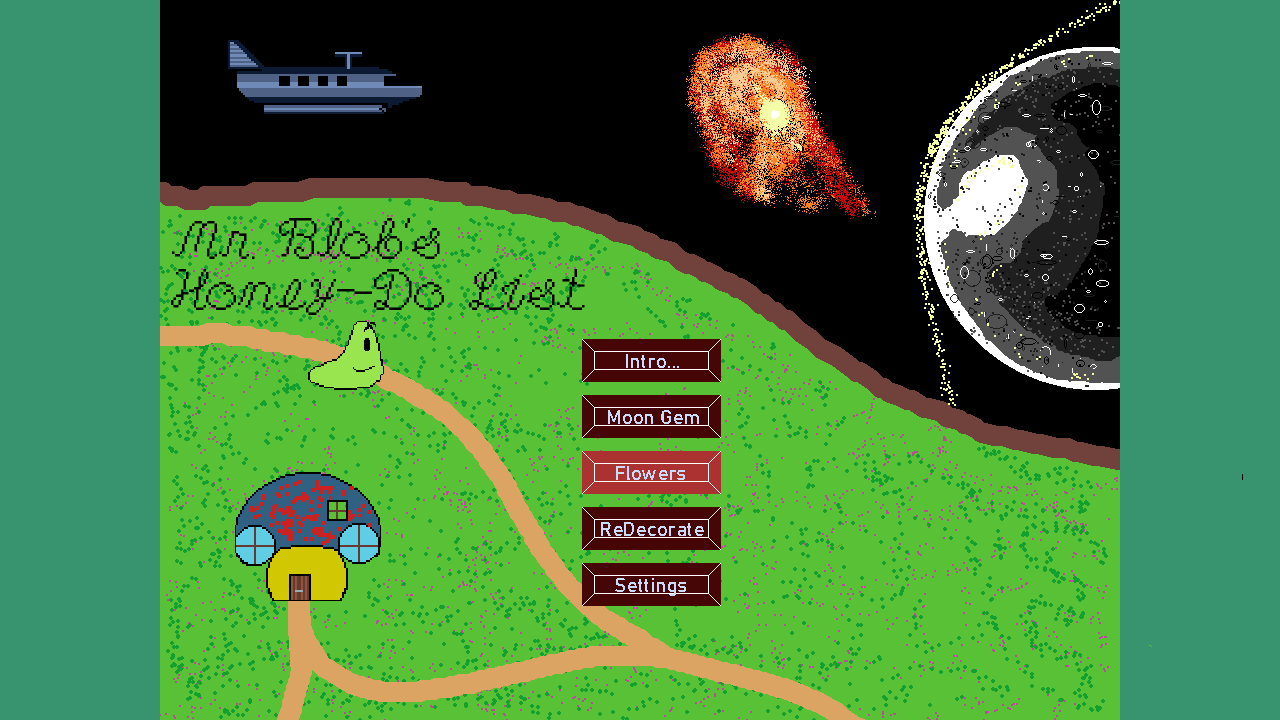 Mr. Blob's
Honey-Do List
Intro...
Moon Gem
Flowers
ReDecorate
Settings